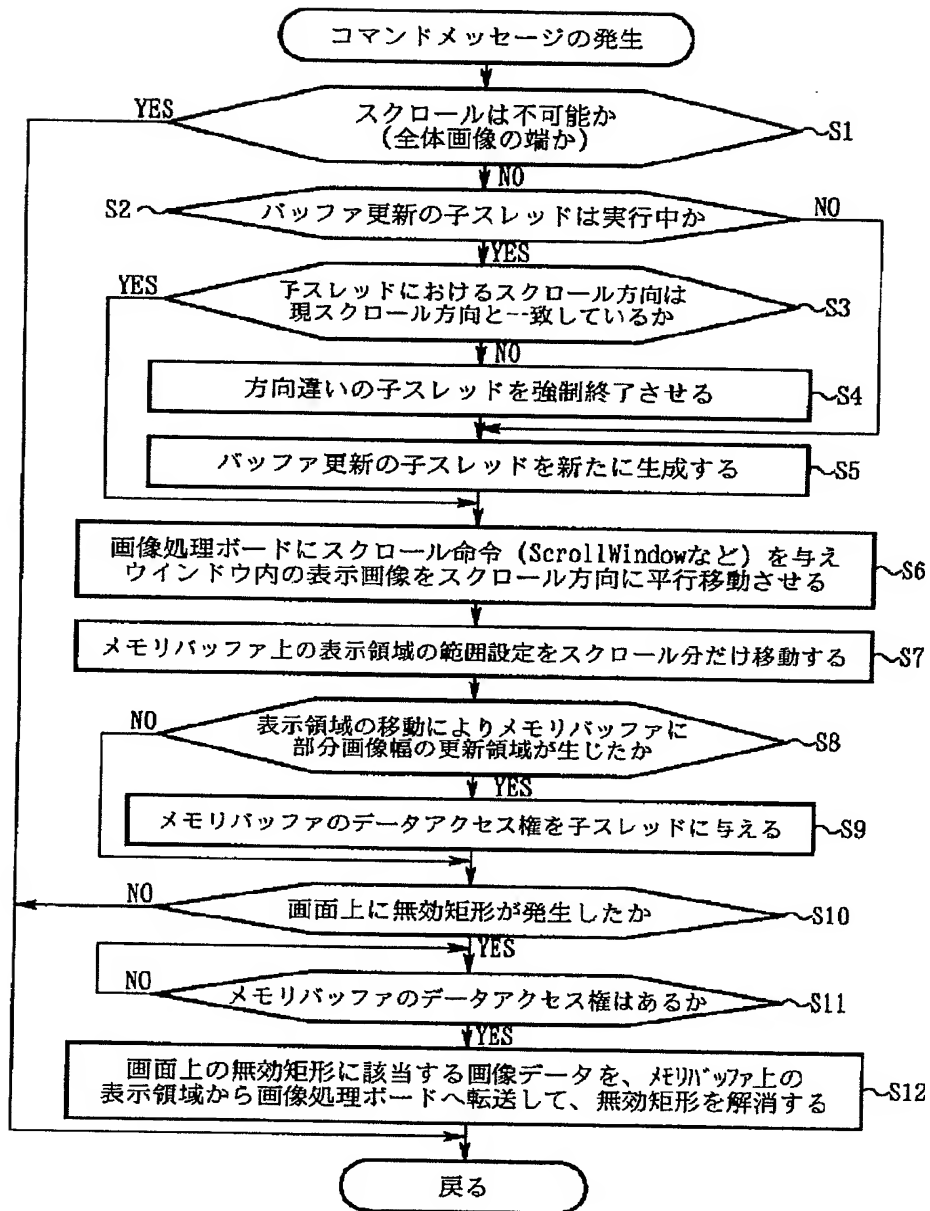 コマンドメッセージの発生
YES
スクロールは不可能か
(全体画像の端か)
S1
NO
S2
バッファ更新の子スレッドは実行中か
NO
YES
YES
子スレッドにおけるスクロール方向は
現スクロール方向と一致しているか
S3
NO
方向違いの子スレッドを強制終了させる
S4
バッファ更新の子スレッドを新たに生成する
S5
画像処理ボードにスクロール命令 (ScrollWindowなど) を与え
ウインドウ内の表示画像をスクロール方向に平行移動させる
S6
メモリバッファ上の表示領域の範囲設定をスクロール分だけ移動する
S7
NO
表示領域の移動によりメモリバッファに
部分画像幅の更新領域が生じたか
S8
YES
メモリバッファのデータアクセス権を子スレッドに与える
S9
NO
画面上に無効矩形が発生したか
S10
YES
NO
メモリバッファのデータアクセス権はあるか
S11
YES
画面上の無効矩形に該当する画像データを、メモリバッファ上の
表示領域から画像処理ボードへ転送して、無効矩形を解消する
S12
戻る